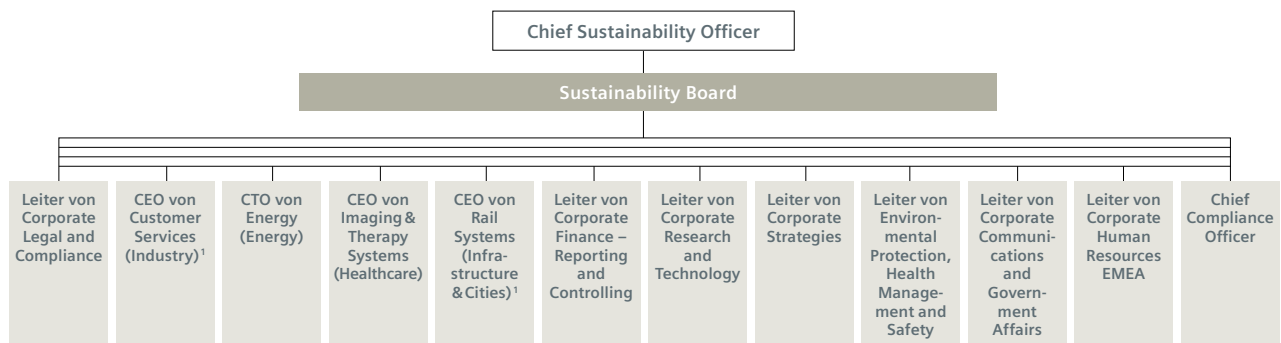 Chief Sustainability Officer
Sustainability Board
Leiter von
Corporate
Legal and
Compliance
CEO von
Customer
Services
(Industry)¹
CTO von
Energy
(Energy)
CEO von
Imaging &
Therapy
Systems
(Healthcare)
CEO von
Rail
Systems
(Infra-
structure
& Cities)¹
Leiter von
Corporate
Finance –
Reporting
and
Controlling
Leiter von
Corporate
Research
and
Technology
Leiter von
Corporate
Strategies
Leiter von
Environ-
mental
Protection,
Health
Manage-
ment and
Safety
Leiter von
Corporate
Communi-
cations
and
Govern-
ment
Affairs
Leiter von
Corporate
Human
Resources
EMEA
Chief
Compliance
Officer